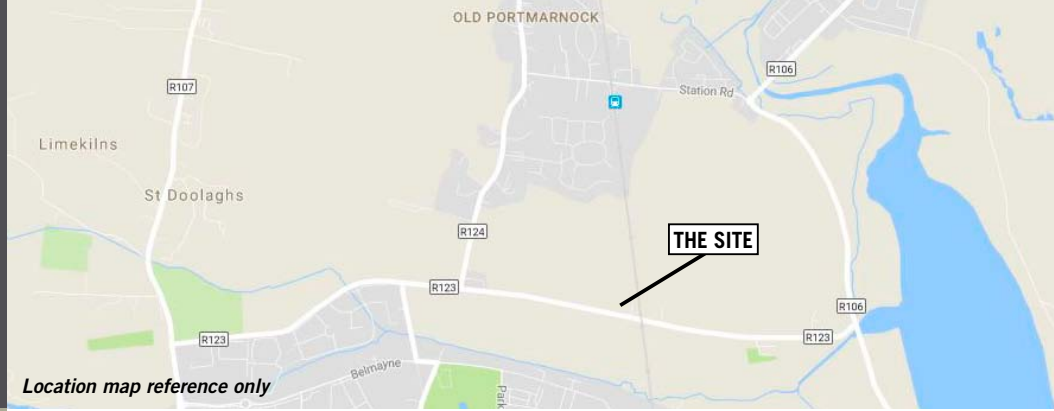 OLD PORTMARNOCK
R106
R107
Station Rd
Limekilns
St Doolaghs
R124
THE SITE
R123
R106
R123
R123
Belmayne
Park
Location map reference only